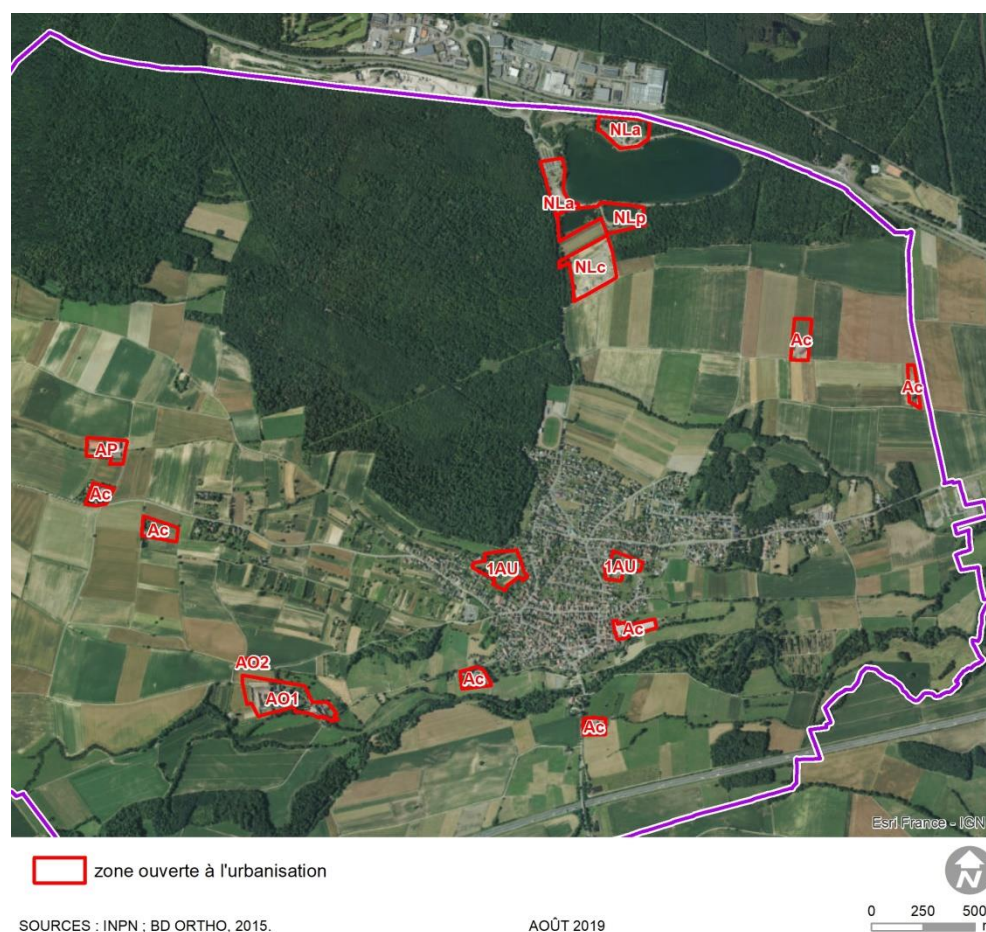 NLa
NLa
NLp
NLc
Ac
Ac
AP
Ac
Ac
1AU
1AU
Ac
AO2
Ac
AO1
Ac
Esri France - IGN
zone ouverte à l'urbanisation
N
0 250 500
SOURCES : INPN ; BD ORTHO, 2015.
AOÛT 2019